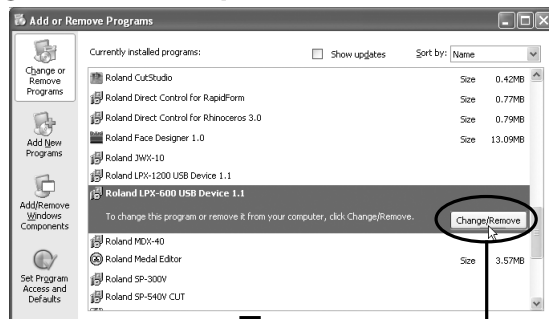 Add or Remove Programs
Currently installed programs:
Show updates
Sort by: Name
Change or
Remove
Programs
Add New
Programs
Add/Remove
Windows
Components
Set Program
Access and
Defaults
Roland CutStudio Size 0.42MB
Roland Direct Control for RapidForm Size 0.77MB
Roland Direct Control for Rhinoceros 3.0 Size 0.79MB
Roland Face Designer 1.0 Size 13.09MB
Roland JWX-10
Roland LPX-1200 USB Device 1.1
Roland LPX-600 USB Device 1.1
To change this program or remove it from your computer, click Change/Remove.
Change/Remove
Roland MDX-40
Roland Medal Editor Size 3.57MB
Roland SP-300V
Roland SP-540V CUT